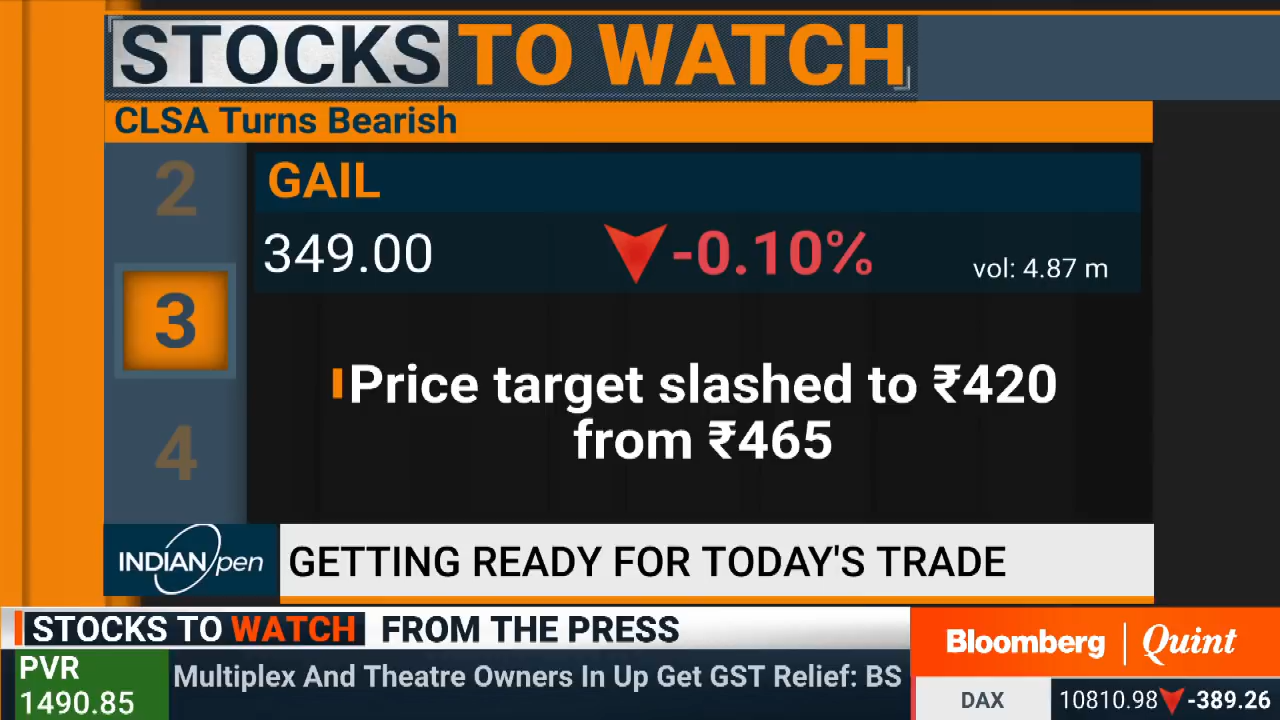 STOCKS TO WATCH
CLSA Turns Bearish
2
GAIL
349.00 -0.10% vol: 4.87 m
3
Price target slashed to ₹420
from ₹465
4
INDIAN Open GETTING READY FOR TODAY'S TRADE
STOCKS TO WATCH FROM THE PRESS
Bloomberg | Quint
PVR
1490.85
Multiplex And Theatre Owners In Up Get GST Relief: BS
DAX 10810.98 -389.26